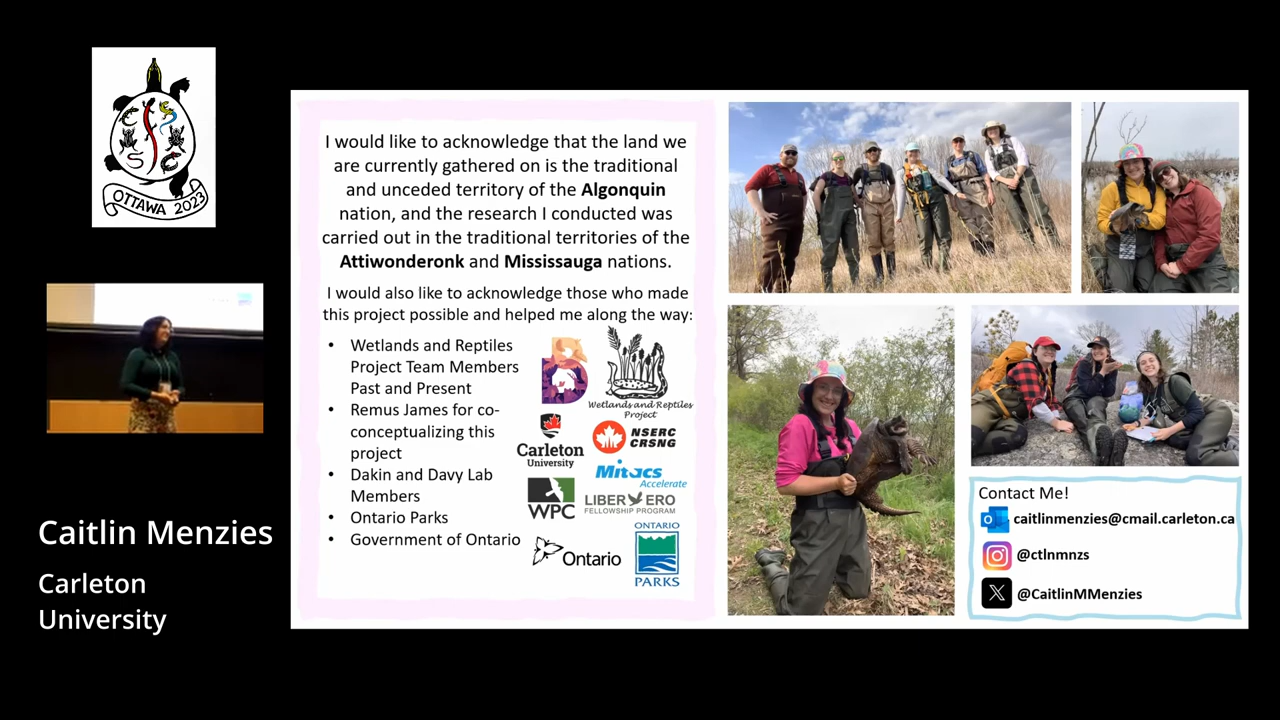 OTTAWA 2023
Caitlin Menzies
Carleton
University
I would like to acknowledge that the land we
are currently gathered on is the traditional
and unceded territory of the Algonquin
nation, and the research I conducted was
carried out in the traditional territories of the
Attiwonderonk and Mississauga nations.
I would also like to acknowledge those who made
this project possible and helped me along the way:
• Wetlands and Reptiles
Project Team Members
Past and Present
• Remus James for co-
conceptualizing this
project
• Dakin and Davy Lab
Members
• Ontario Parks
• Government of Ontario
Wetlands and Reptiles
Project
Carleton
University
NSERC
CRSNG
Mitacs
Accelerate
WPC
LIBER ERO
FELLOWSHIP PROGRAM
Ontario
ONTARIO
PARKS
Contact Me!
caitlinmenzies@cmail.carleton.ca
@ctlnmnzs
@CaitlinMMenzies